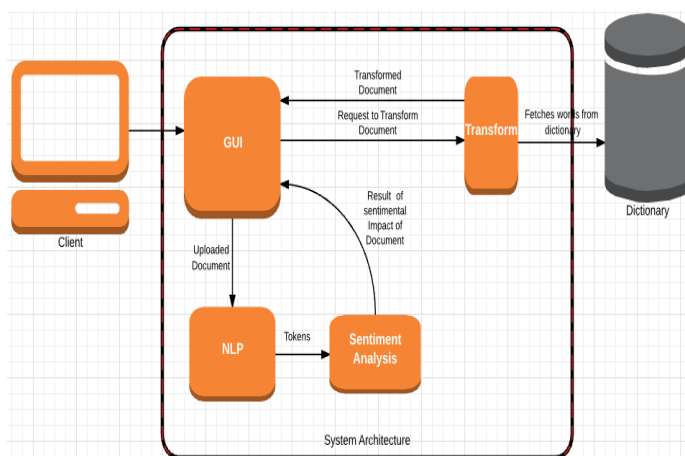 Transformed
Document
GUI
Request to Transform
Document
Transform
Fetches words from
dictionary
Dictionary
Client
Result of
sentimental
Impact of
Document
Uploaded
Document
NLP
Tokens
Sentiment
Analysis
System Architecture